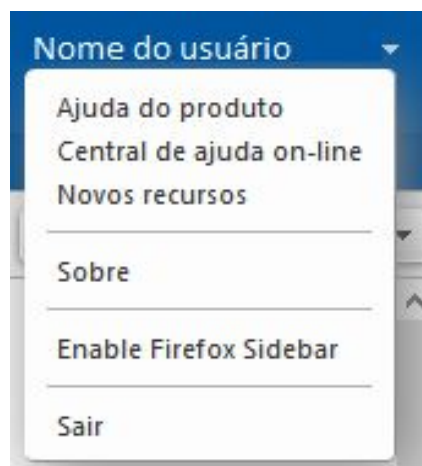 Nome do usuário
Ajuda do produto
Central de ajuda on-line
Novos recursos
Sobre
Enable Firefox Sidebar
Sair